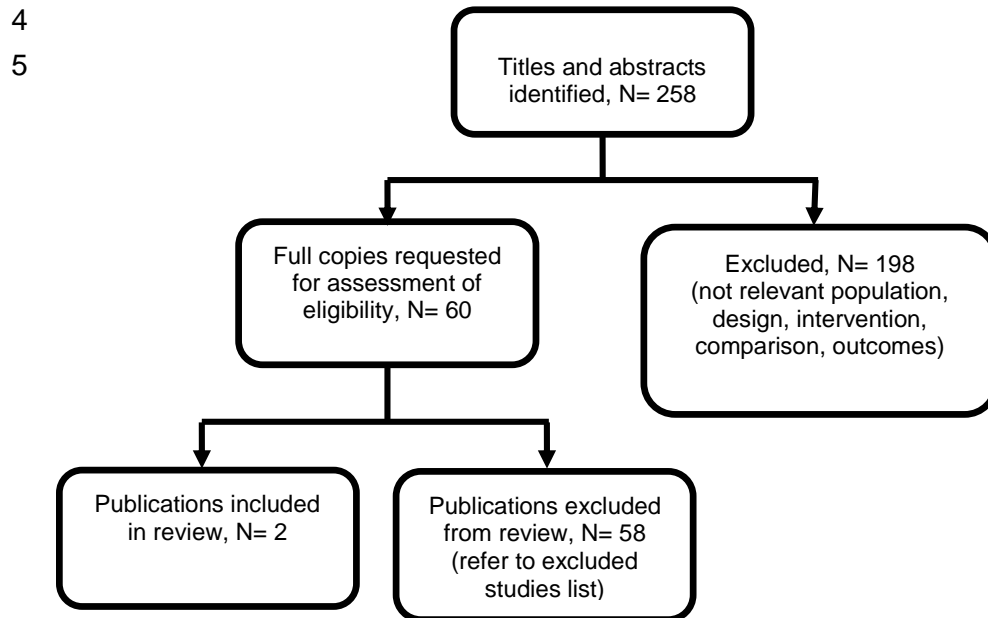 4
5
Titles and abstracts
identified, N= 258
Full copies requested
for assessment of
eligibility, N= 60
Excluded, N= 198
(not relevant population,
design, intervention,
comparison, outcomes)
Publications included
in review, N= 2
Publications excluded
from review, N= 58
(refer to excluded
studies list)